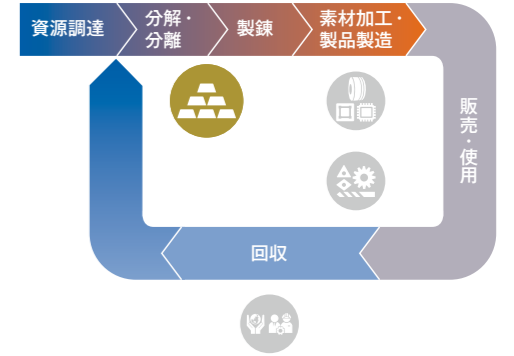 資源調達
分解・
分離
製錬
素材加工・
製品製造
販売・使用
回収